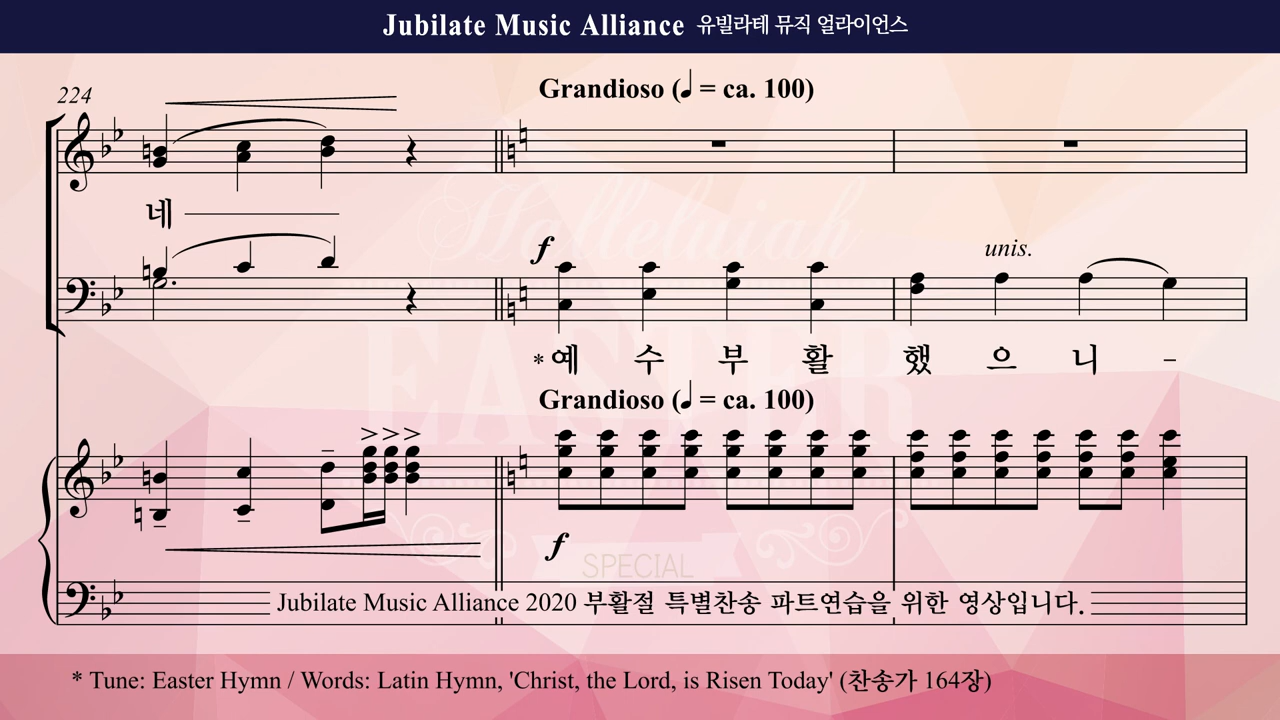 Jubilate Music Alliance 유빌라테 뮤직 얼라이언스
224
Grandioso (♩ = ca. 100)
네
Hallelujah
f
unis.
*예 수 부 활 했 으 니 -
EASTER
Grandioso (♩ = ca. 100)
f
SPECIAL
Jubilate Music Alliance 2020 부활절 특별찬송 파트연습을 위한 영상입니다.
* Tune: Easter Hymn / Words: Latin Hymn, 'Christ, the Lord, is Risen Today' (찬송가 164장)